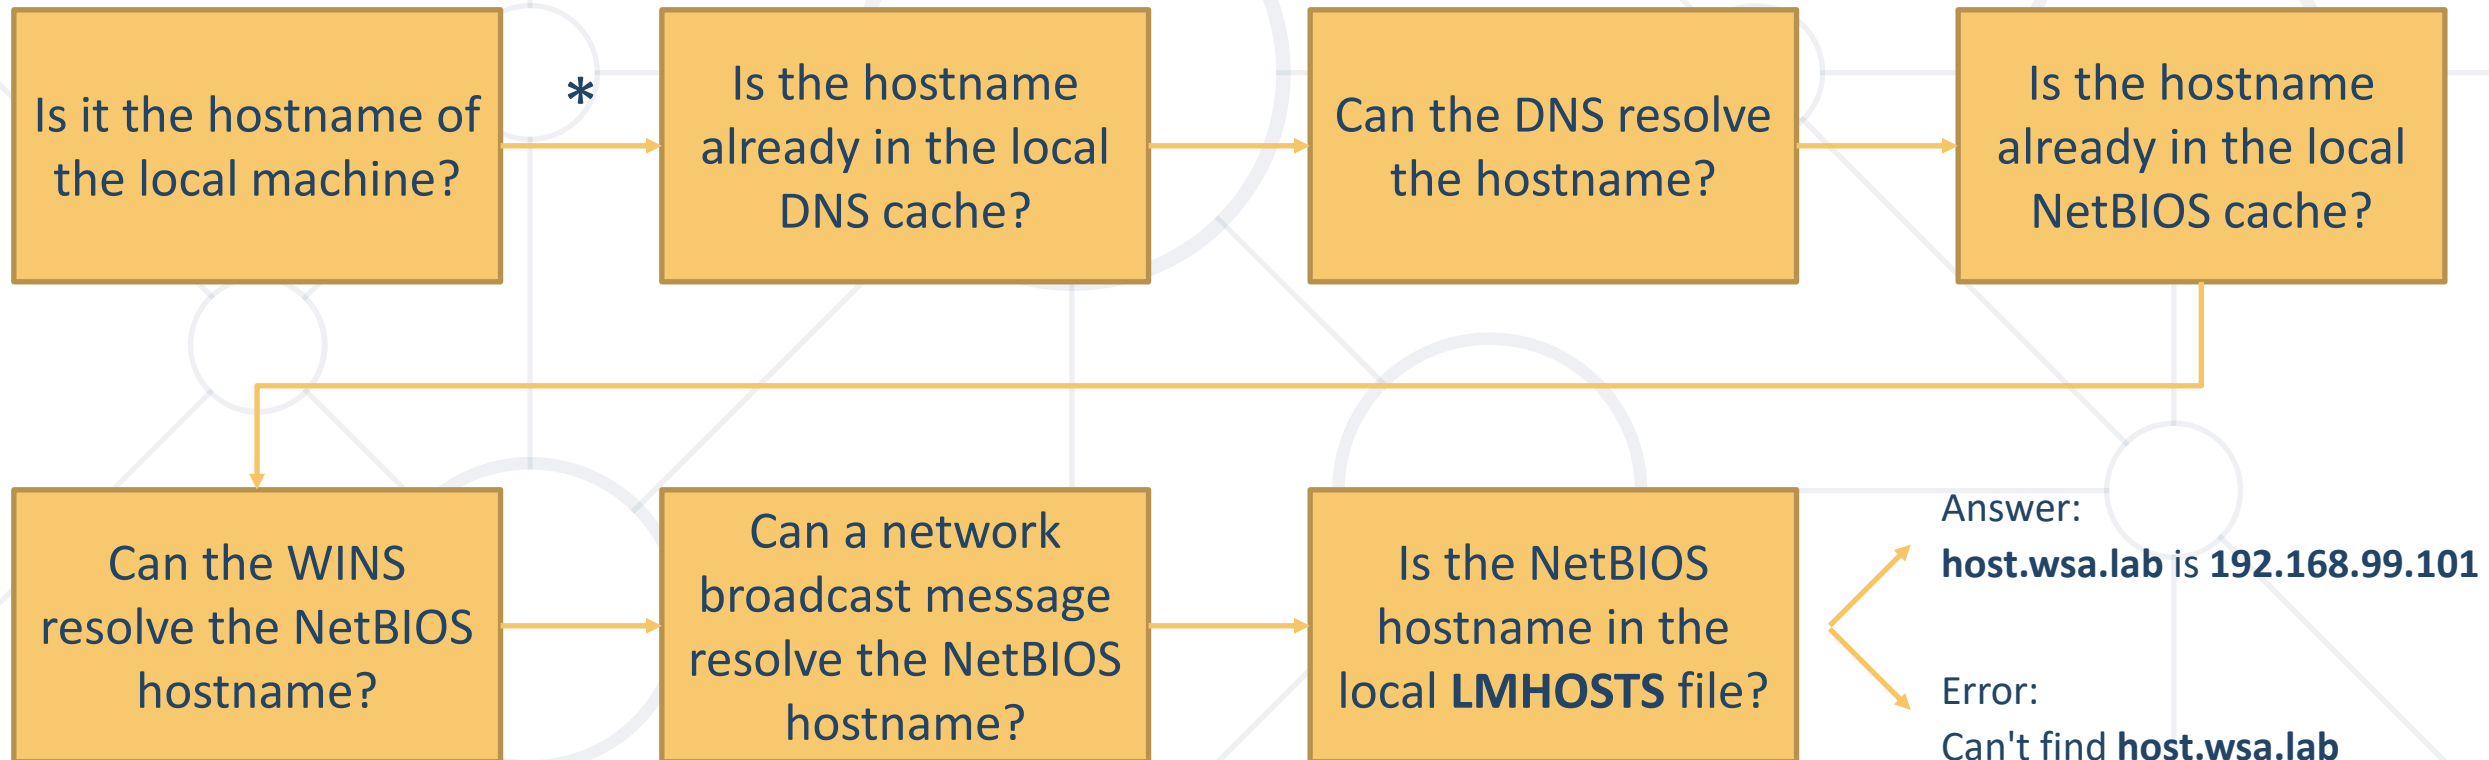 Is it the hostname of
the local machine?
*
Is the hostname
already in the local
DNS cache?
Can the DNS resolve
the hostname?
Is the hostname
already in the local
NetBIOS cache?
Can the WINS
resolve the NetBIOS
hostname?
Can a network
broadcast message
resolve the NetBIOS
hostname?
Is the NetBIOS
hostname in the
local LMHOSTS file?
Answer:
host.wsa.lab is 192.168.99.101
Error:
Can't find host.wsa.lab